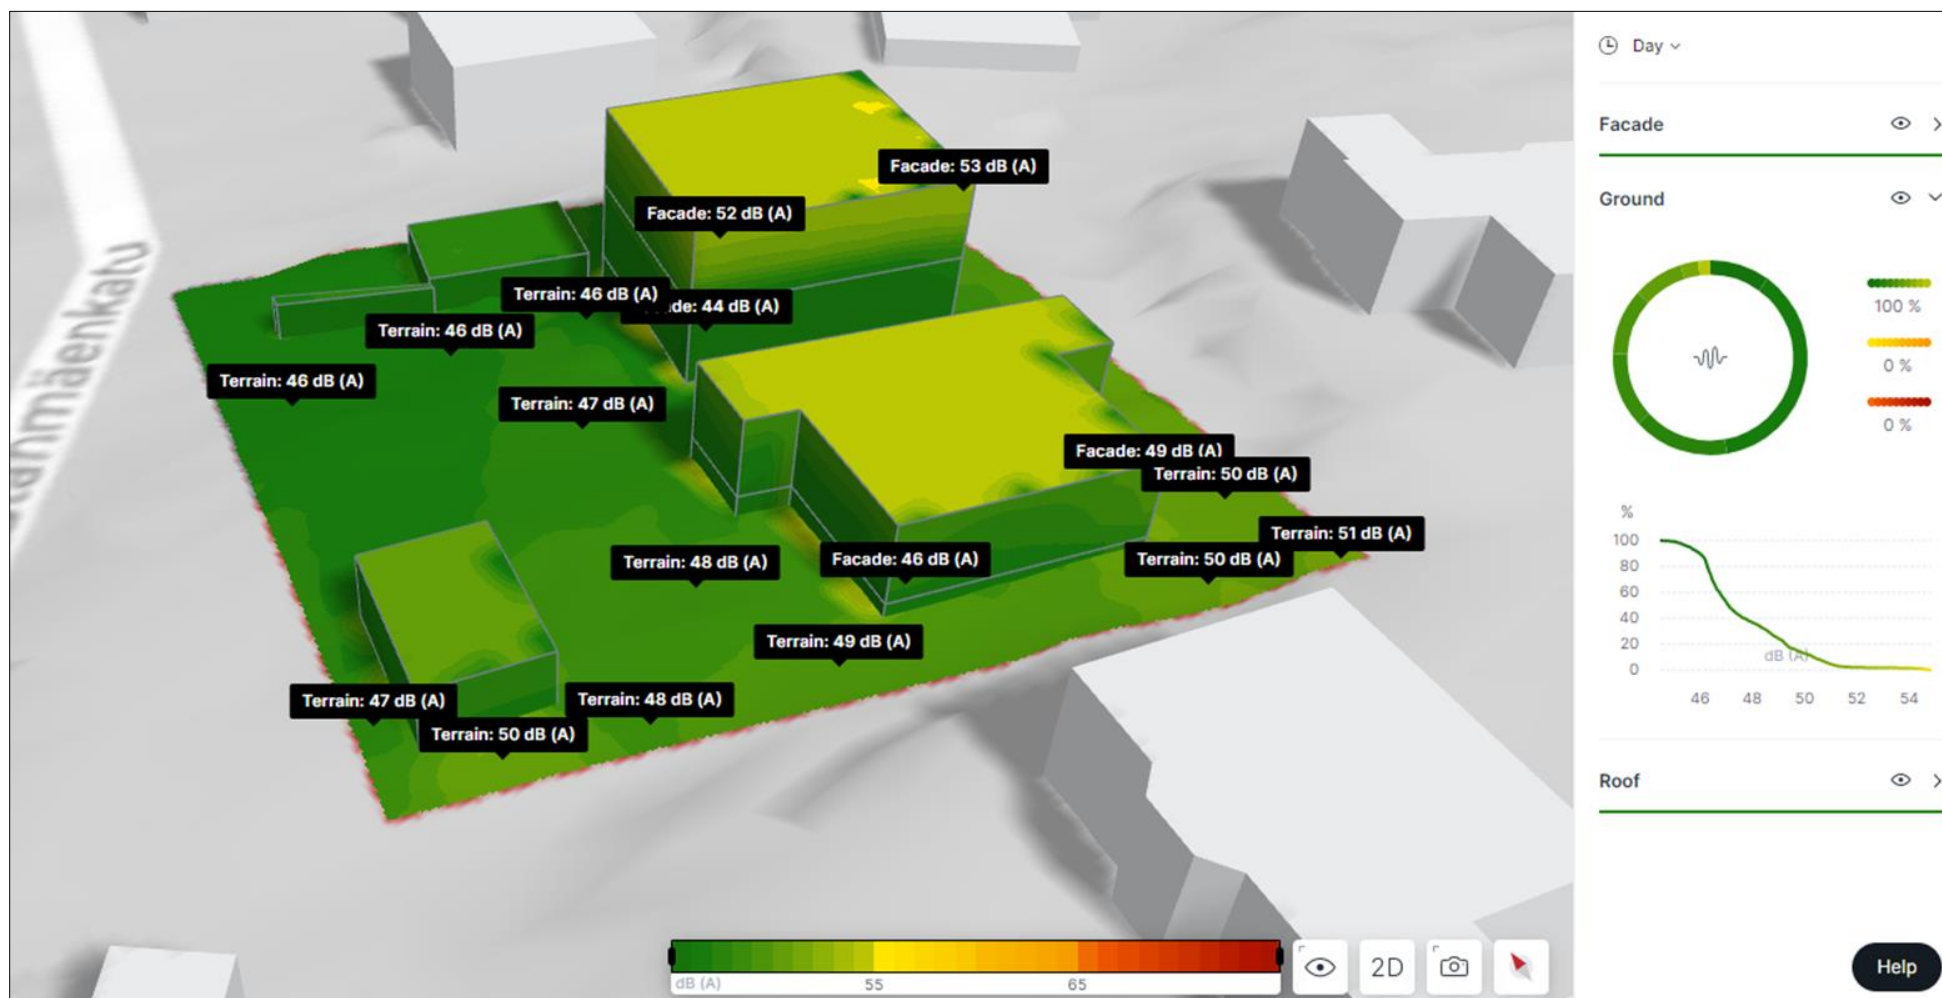 Day
Facade
Facade: 53 dB (A)
Ground
Facade: 52 dB (A)
Terrain: 46 dB (A)
de: 44 dB (A)
100 %
Terrain: 46 dB (A)
0 %
Terrain: 46 dB (A)
Terrain: 47 dB (A)
0 %
Facade: 49 dB (A)
Terrain: 50 dB (A)
%
Terrain: 51 dB (A)
100
Terrain: 48 dB (A)
Facade: 46 dB (A)
Terrain: 50 dB (A)
80
60
40
Terrain: 49 dB (A)
20
dB (A)
0
Terrain: 47 dB (A)
Terrain: 48 dB (A)
46 48 50 52 54
Terrain: 50 dB (A)
Roof
dB (A) 55 65
2D
Help